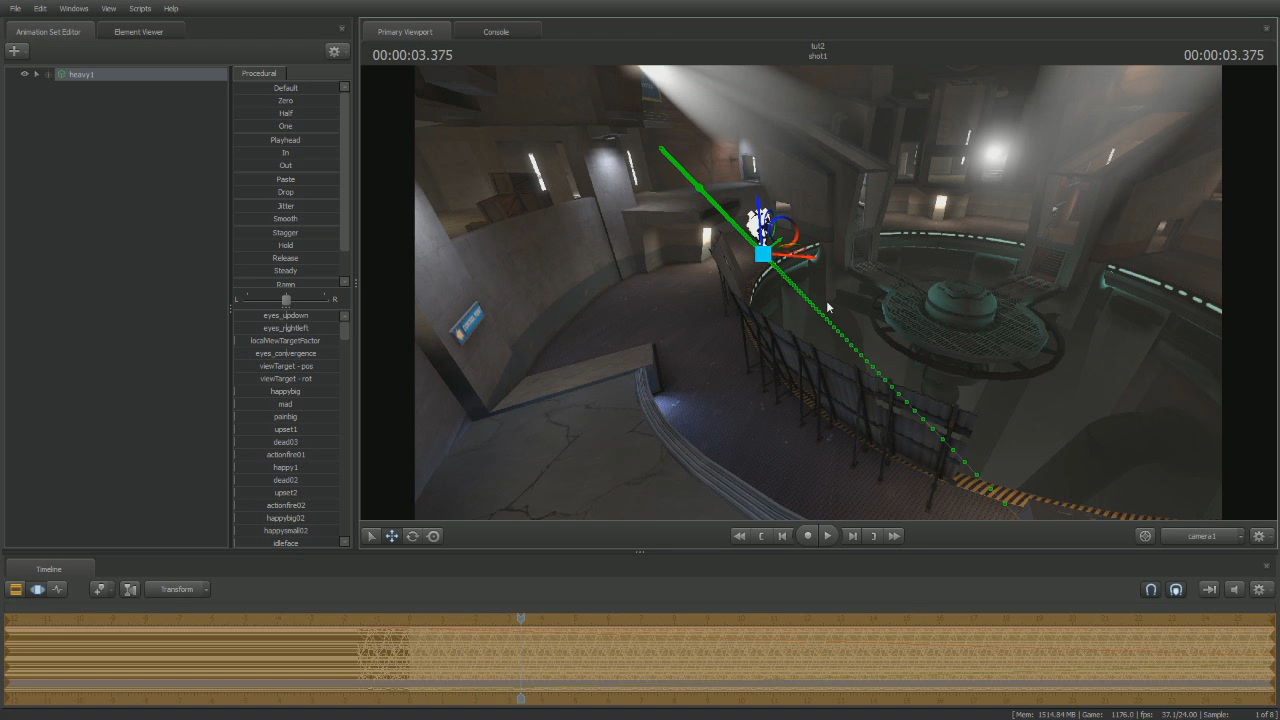 File Edit Windows View Scripts Help
Animation Set Editor Element Viewer
Primary Viewport Console
00:00:03.375
tut2
shot1
00:00:03.375
heavy1
Procedural
Default
Zero
Half
One
Playhead
In
Out
Paste
Drop
Jitter
Smooth
Stagger
Hold
Release
Steady
Ramp
L R
eyes_updown
eyes_rightleft
localViewTargetFactor
eyes_convergence
viewTarget - pos
viewTarget - rot
happybig
mad
painbig
upset1
dead03
actionfire01
happy1
dead02
upset2
actionfire02
happybig02
happysmall02
idleface
camera1
Timeline
Transform
[Mem: 1514.84 MB | Game: 1176.0 | fps: 37.1/24.00 | Sample: 1 of 8]